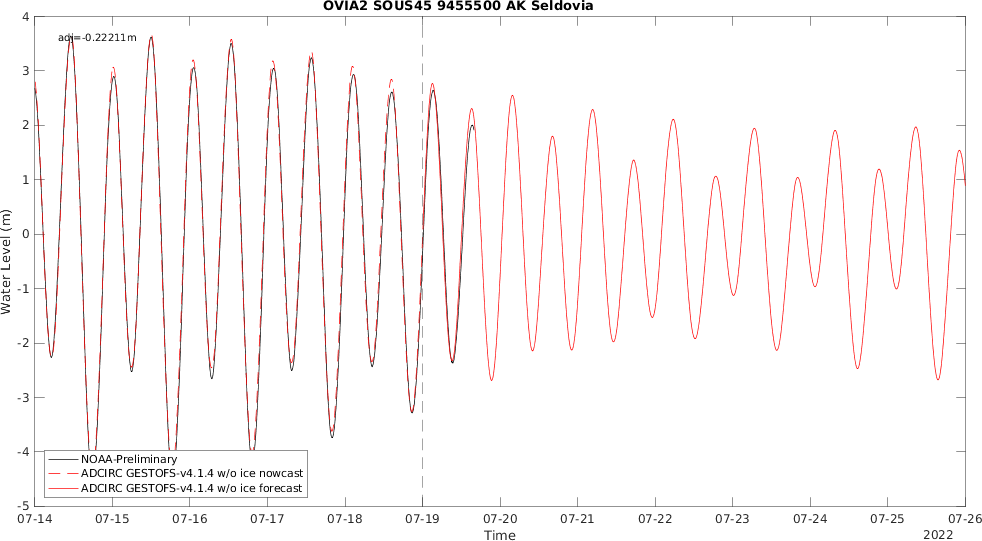 OVIA2 SOUS45 9455500 AK Seldovia
adj=-0.22211m
4
3
2
1
0
-1
-2
-3
-4
-5
Water Level (m)
NOAA-Preliminary
ADCIRC GESTOFS-v4.1.4 w/o ice nowcast
ADCIRC GESTOFS-v4.1.4 w/o ice forecast
07-14 07-15 07-16 07-17 07-18 07-19 07-20 07-21 07-22 07-23 07-24 07-25 07-26
Time
2022